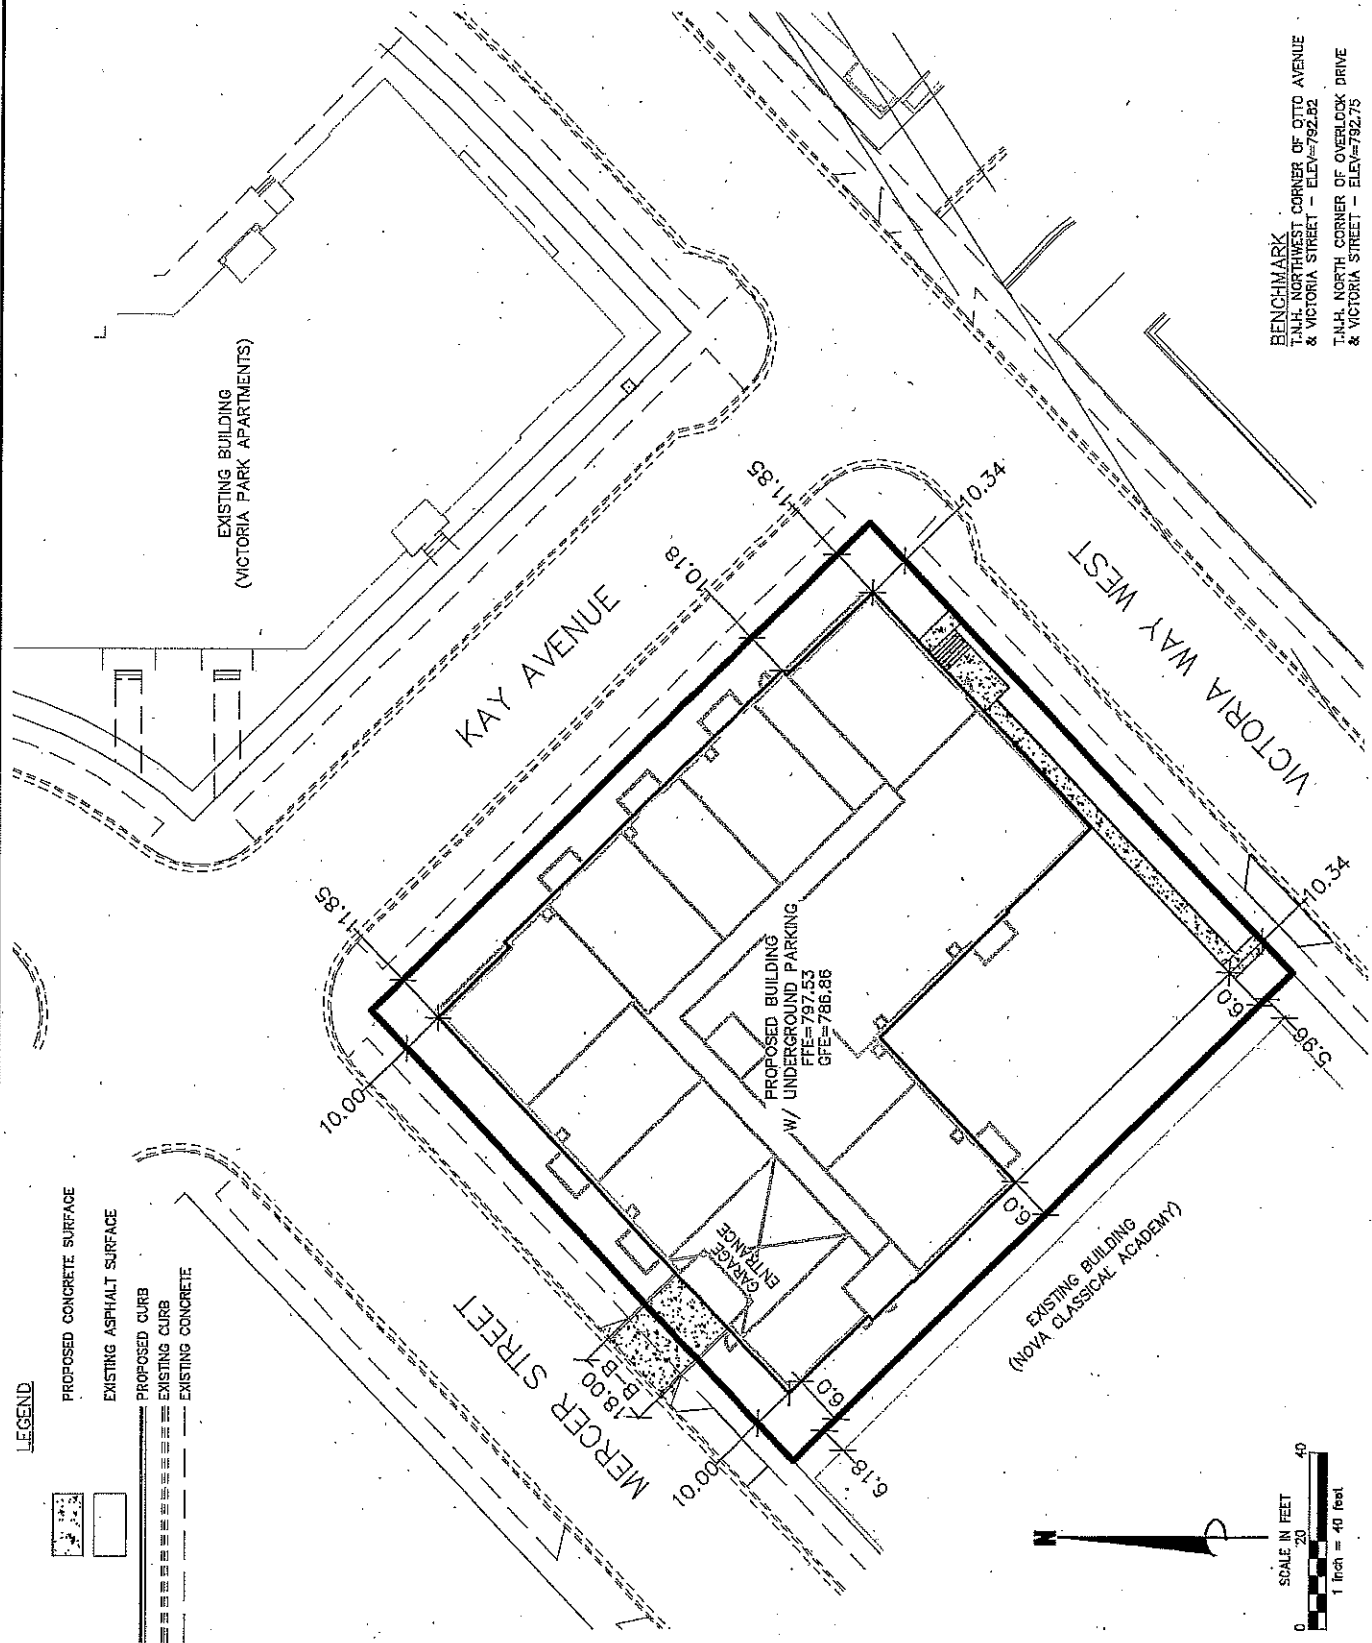 LEGEND
PROPOSED CONCRETE SURFACE
EXISTING ASPHALT SURFACE
PROPOSED CURB
EXISTING CURB
EXISTING CONCRETE
EXISTING BUILDING
(VICTORIA PARK APARTMENTS)
KAY AVENUE
MERCER STREET
VICTORIA WAY WEST
11.85
10.18
11.85
10.34
10.00
PROPOSED BUILDING
W/ UNDERGROUND PARKING
FFE=797.53
GFE=786.86
GARAGE
ENTRANCE
18.00
B-B
10.00
6.18
6.0
6.0
6.0
5.96
10.34
EXISTING BUILDING
(NOVA CLASSICAL ACADEMY)
BENCHMARK
T.N.H. NORTHWEST CORNER OF OTTO AVENUE
& VICTORIA STREET - ELEV=792.82
T.N.H. NORTH CORNER OF OVERLOOK DRIVE
& VICTORIA STREET - ELEV=792.75
N
SCALE IN FEET
0 20 40
1 inch = 40 feet